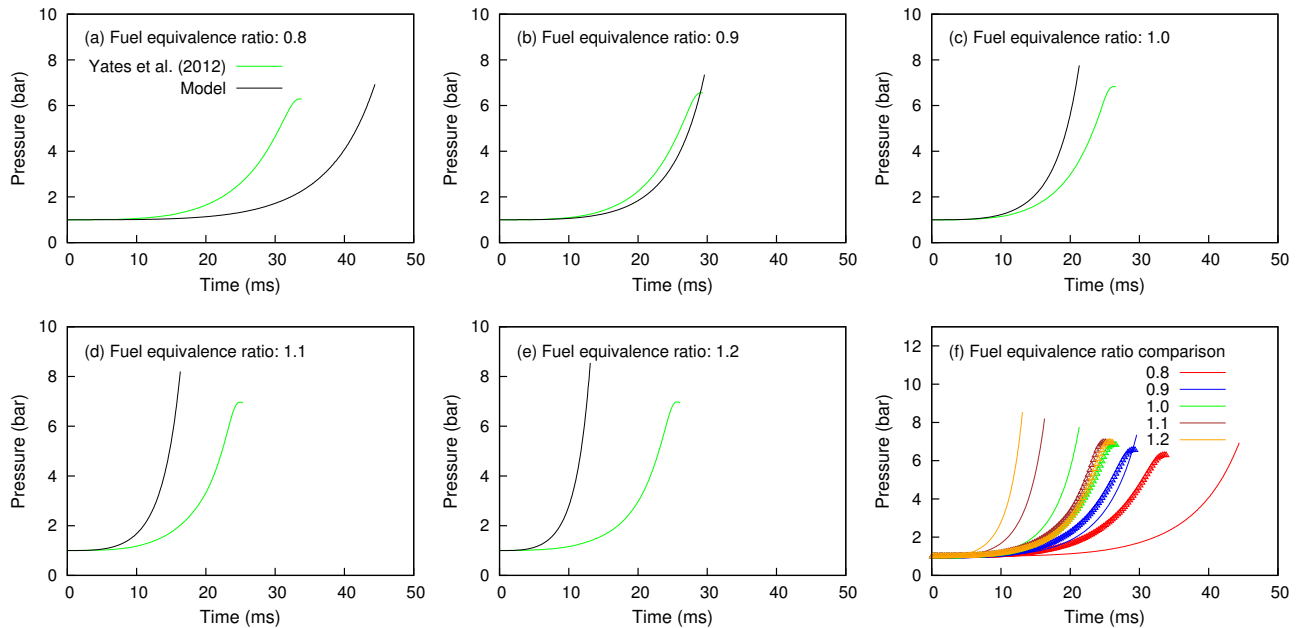 (a) Fuel equivalence ratio: 0.8
Yates et al. (2012)
Model
Pressure (bar)
10
8
6
4
2
0
0 10 20 30 40 50
Time (ms)
(b) Fuel equivalence ratio: 0.9
Pressure (bar)
10
8
6
4
2
0
0 10 20 30 40 50
Time (ms)
(c) Fuel equivalence ratio: 1.0
Pressure (bar)
10
8
6
4
2
0
0 10 20 30 40 50
Time (ms)
(d) Fuel equivalence ratio: 1.1
Pressure (bar)
10
8
6
4
2
0
0 10 20 30 40 50
Time (ms)
(e) Fuel equivalence ratio: 1.2
Pressure (bar)
10
8
6
4
2
0
0 10 20 30 40 50
Time (ms)
(f) Fuel equivalence ratio comparison
0.8
0.9
1.0
1.1
1.2
Pressure (bar)
12
10
8
6
4
2
0
0 10 20 30 40 50
Time (ms)